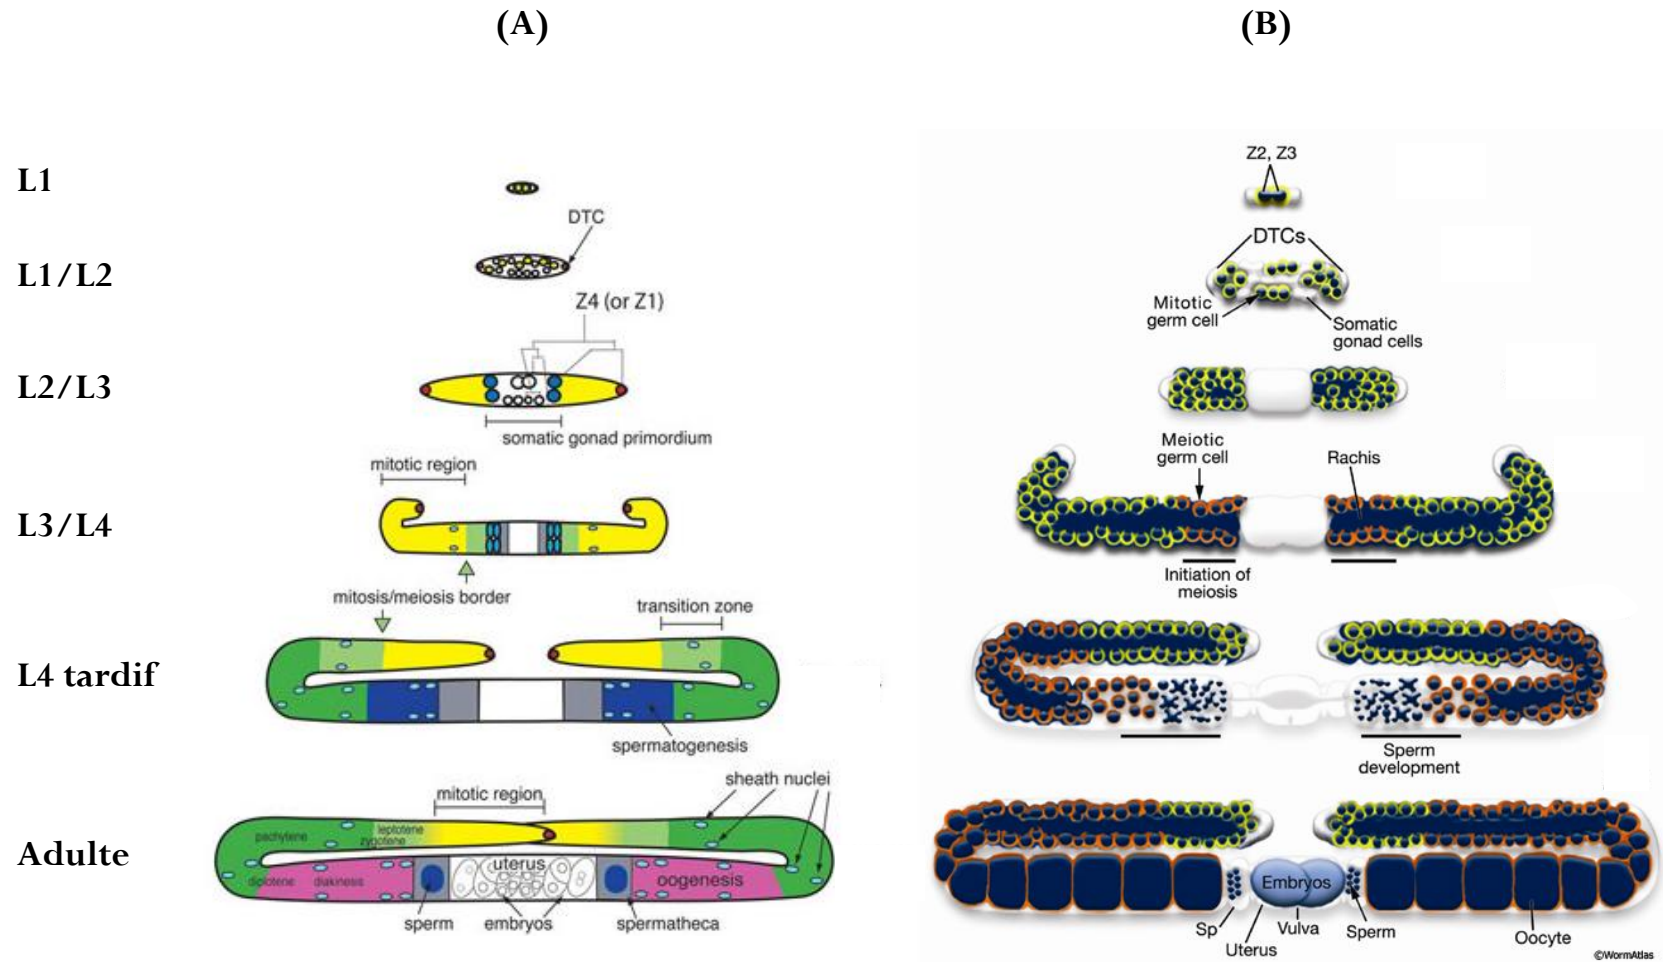 (A)
(B)
L1
DTC
Z2, Z3
L1/L2
Z4 (or Z1)
DTCs
Mitotic
germ cell
Somatic
gonad cells
L2/L3
somatic gonad primordium
mitotic region
Meiotic
germ cell
Rachis
L3/L4
mitosis/meiosis border
transition zone
Initiation of
meiosis
L4 tardif
spermatogenesis
Sperm
development
sheath nuclei
mitotic region
Adulte
pachytene
leptotene
zygotene
diplotene
diakinesis
uterus
oogenesis
sperm
embryos
spermatheca
Embryos
Sp
Uterus
Vulva
Sperm
Oocyte
©WormAtlas